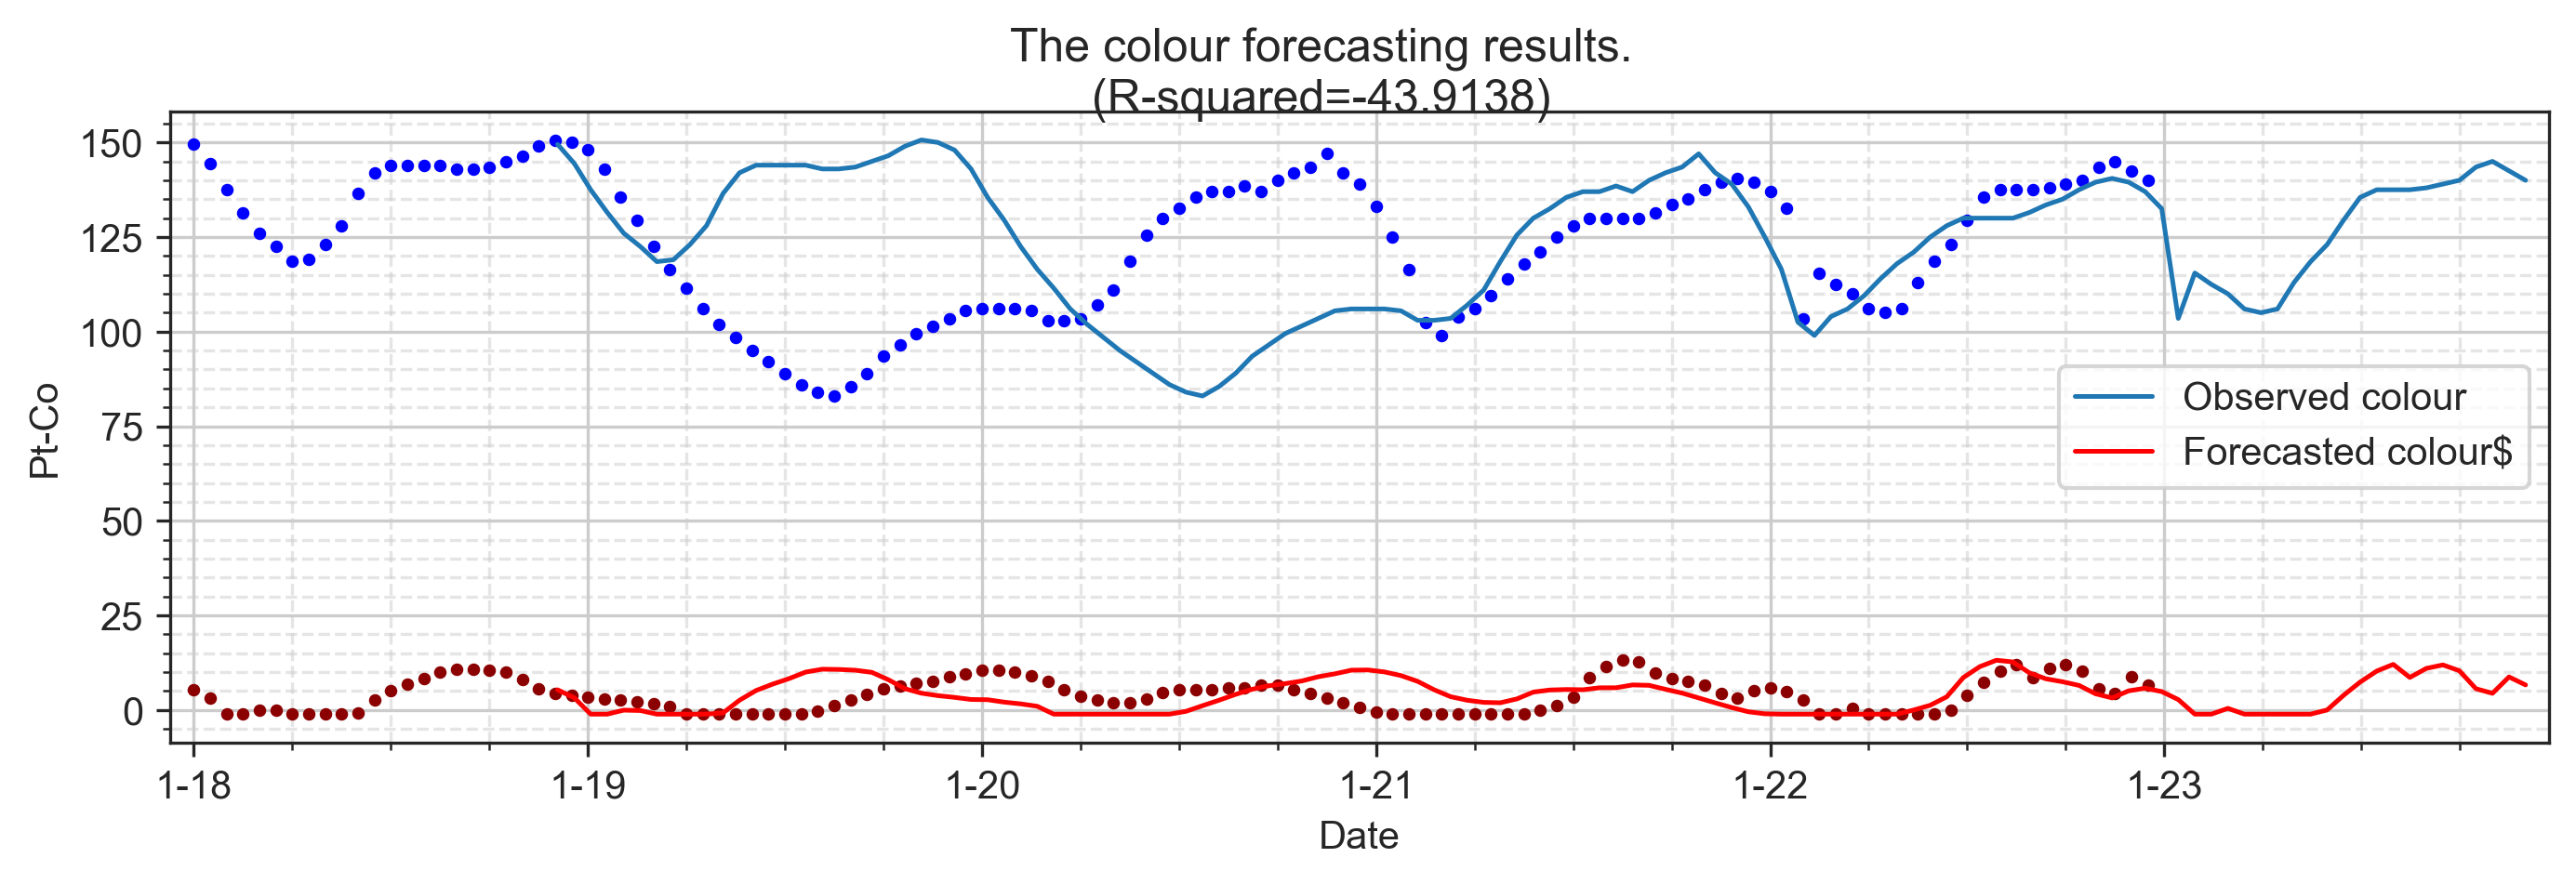 The colour forecasting results.
(R-squared=-43.9138)
150
125
100
75
50
25
0
Pt-Co
Observed colour
Forecasted colour$
1-18
1-19
1-20
1-21
1-22
1-23
Date